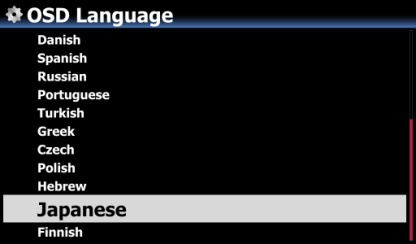 OSD Language
Danish
Spanish
Russian
Portuguese
Turkish
Greek
Czech
Polish
Hebrew
Japanese
Finnish